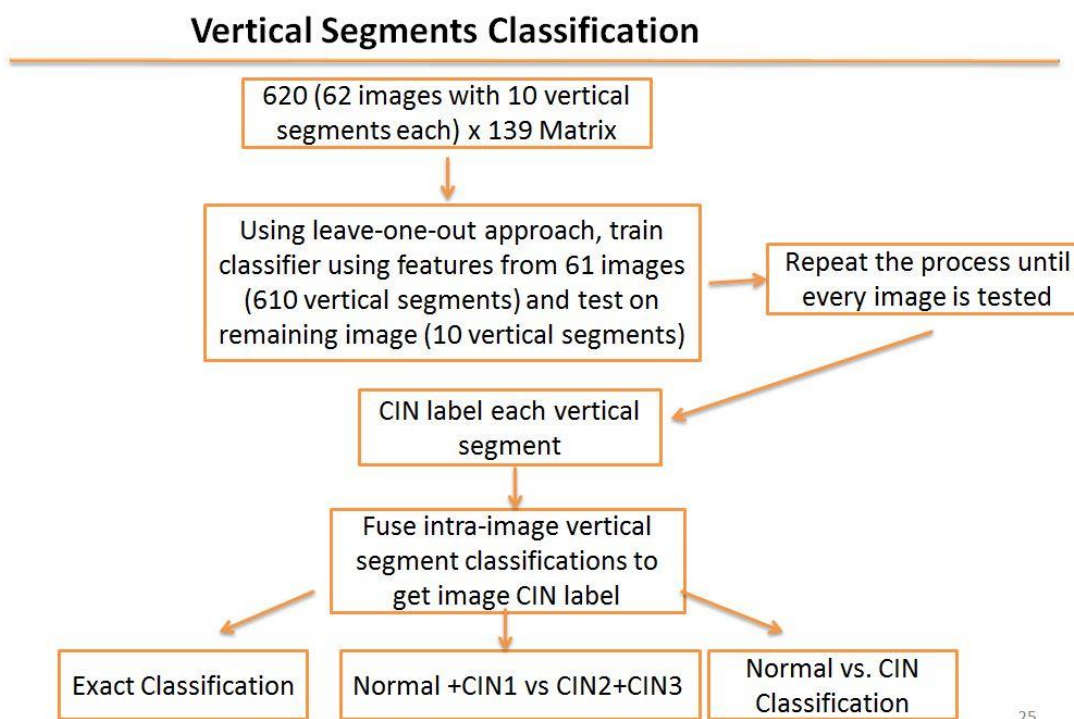 Vertical Segments Classification
620 (62 images with 10 vertical
segments each) x 139 Matrix
Using leave-one-out approach, train
classifier using features from 61 images
(610 vertical segments) and test on
remaining image (10 vertical segments)
Repeat the process until
every image is tested
CIN label each vertical
segment
Fuse intra-image vertical
segment classifications to
get image CIN label
Exact Classification
Normal +CIN1 vs CIN2+CIN3
Normal vs. CIN
Classification
25